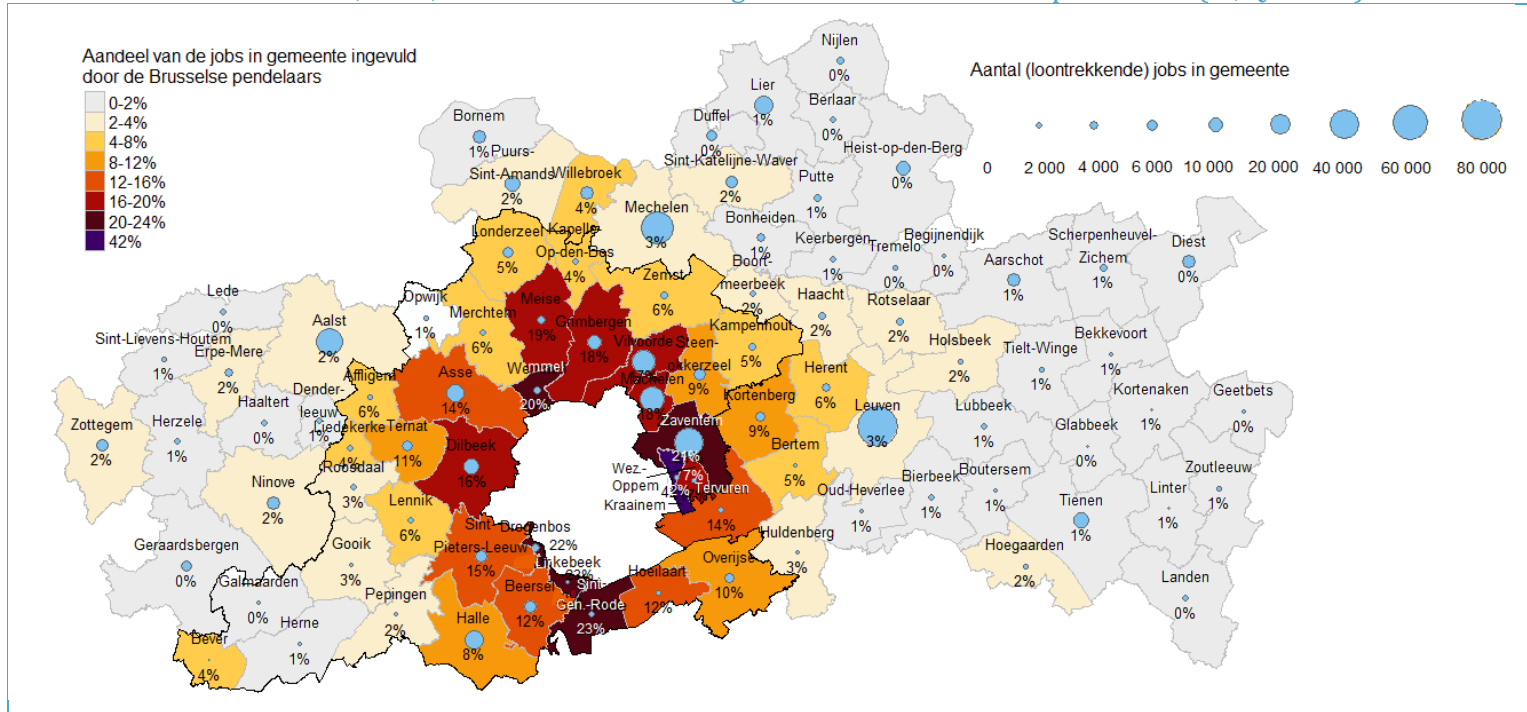 Aandeel van de jobs in gemeente ingevuld
door de Brusselse pendelaars
0-2%
2-4%
4-8%
8-12%
12-16%
16-20%
20-24%
42%
Aantal (loontrekkende) jobs in gemeente
0 2 000 4 000 6 000 10 000 20 000 40 000 60 000 80 000
Nijlen
0%
Lier
1%
Berlaar
0%
Duffel
0%
Bornem
1%
Puurs-
Sint-Amands
2%
Willebroek
4%
Sint-Katelijne-Waver
2%
Heist-op-den-Berg
0%
Putte
1%
Mechelen
3%
Bonheiden
1%
Keerbergen
1%
Tremelo
0%
Begijnendijk
0%
Aarschot
1%
Scherpenheuvel-
Zichem
1%
Diest
0%
Londerzeel
5%
Kapelle-
Op-den-Bos
4%
Zemst
6%
Boort-
meerbeek
2%
Haacht
2%
Rotselaar
2%
Holsbeek
2%
Tielt-Winge
1%
Bekkevoort
1%
Kortenaken
1%
Geetbets
0%
Lede
0%
Aalst
2%
Opwijk
1%
Merchtem
6%
Meise
19%
Grimbergen
18%
Vilvoorde
Steen-
okkerzeel
9%
Kampenhout
5%
Herent
6%
Leuven
3%
Lubbeek
1%
Glabbeek
0%
Sint-Lievens-Houtem
1%
Erpe-Mere
2%
Haaltert
0%
Dender-
leeuw
1%
Affligem
6%
Asse
14%
Wemmel
20%
Machelen
18%
Zaventem
21%
Kortenberg
9%
Bertem
5%
Zottegem
2%
Herzele
1%
Liedekerke
4%
Ternat
11%
Dilbeek
16%
Wez.-
Oppem
7%
Kraainem
42%
Tervuren
14%
Oud-Heverlee
1%
Bierbeek
1%
Boutersem
1%
Tienen
1%
Linter
1%
Zoutleeuw
1%
Ninove
2%
Roosdaal
3%
Lennik
6%
Sint-
Pieters-Leeuw
15%
Drogenbos
22%
Linkebeek
Sint-
Gen.-Rode
23%
Hoeilaart
12%
Overijse
10%
Huldenberg
3%
Hoegaarden
2%
Landen
0%
Geraardsbergen
0%
Galmaarden
0%
Gooik
3%
Pepingen
2%
Halle
8%
Beersel
12%
Herne
1%
Bever
4%